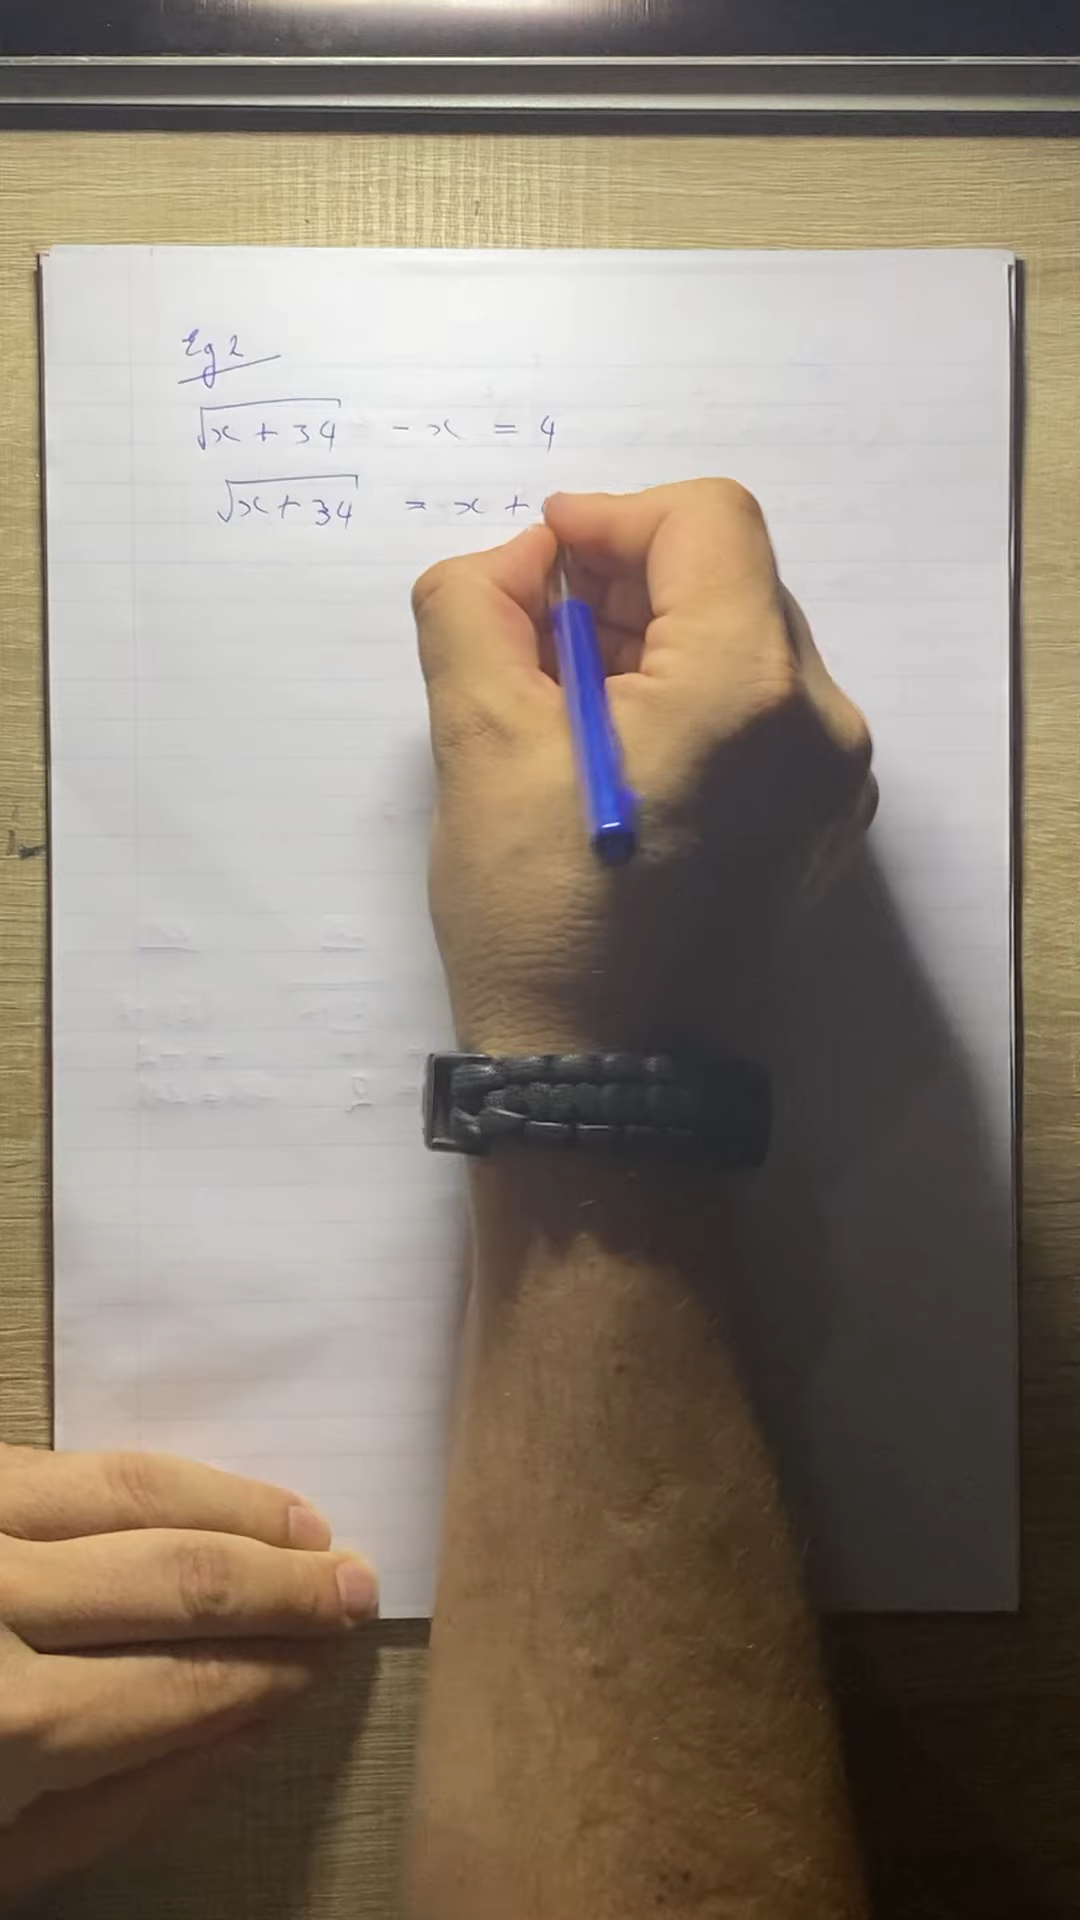 Eg 2
√x + 34 - x = 4
√x + 34 = x +